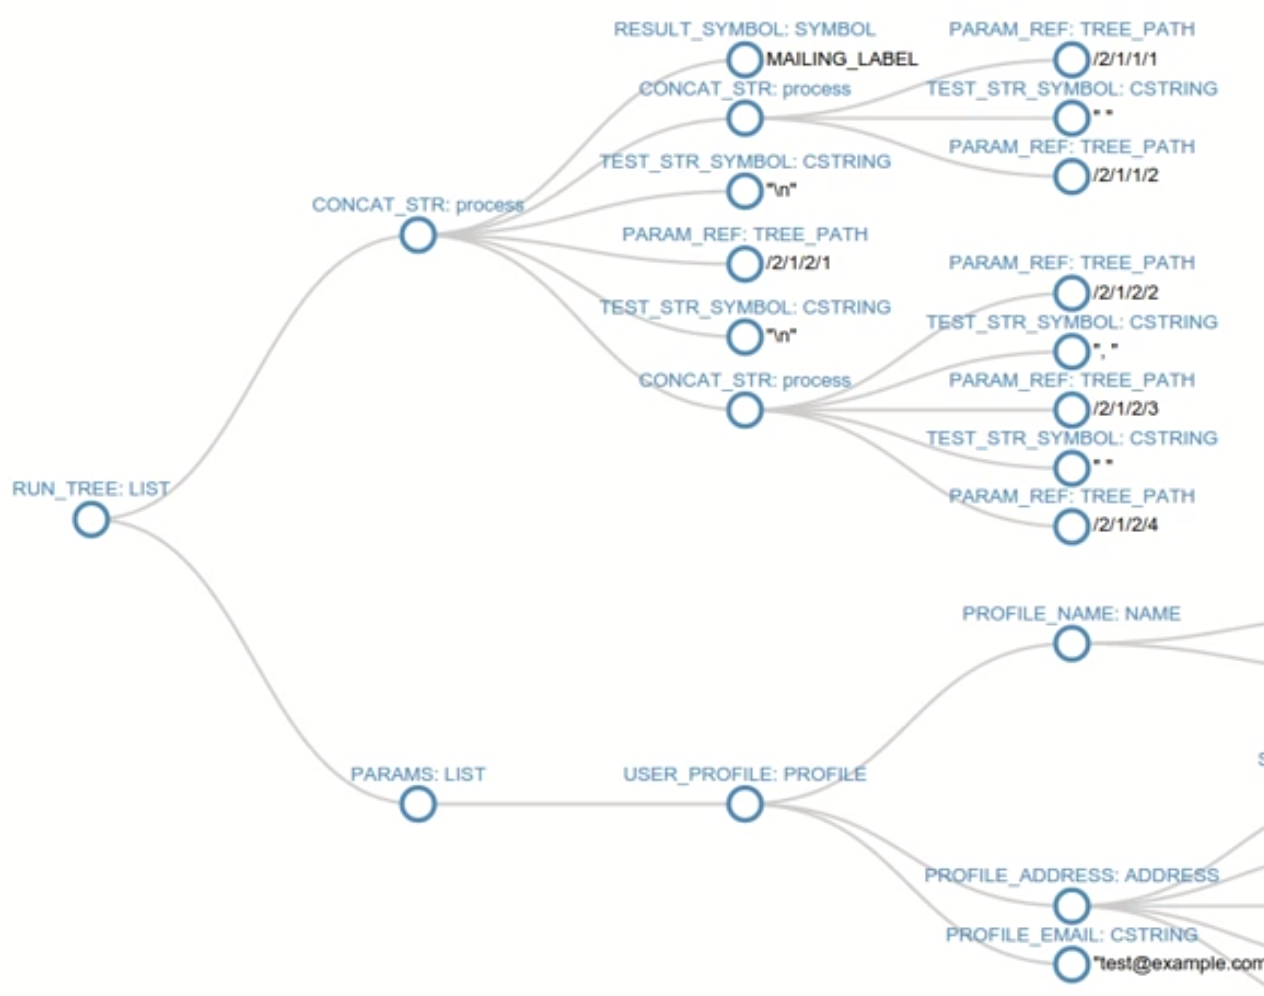 RESULT_SYMBOL: SYMBOL
MAILING_LABEL
CONCAT_STR: process
PARAM_REF: TREE_PATH
/2/1/1/1
TEST_STR_SYMBOL: CSTRING
" "
PARAM_REF: TREE_PATH
/2/1/1/2
TEST_STR_SYMBOL: CSTRING
"\n"
CONCAT_STR: process
PARAM_REF: TREE_PATH
/2/1/2/1
TEST_STR_SYMBOL: CSTRING
"\n"
CONCAT_STR: process
PARAM_REF: TREE_PATH
/2/1/2/2
TEST_STR_SYMBOL: CSTRING
", "
PARAM_REF: TREE_PATH
/2/1/2/3
TEST_STR_SYMBOL: CSTRING
" "
PARAM_REF: TREE_PATH
/2/1/2/4
RUN_TREE: LIST
PARAMS: LIST
USER_PROFILE: PROFILE
PROFILE_NAME: NAME
PROFILE_ADDRESS: ADDRESS
PROFILE_EMAIL: CSTRING
"test@example.com